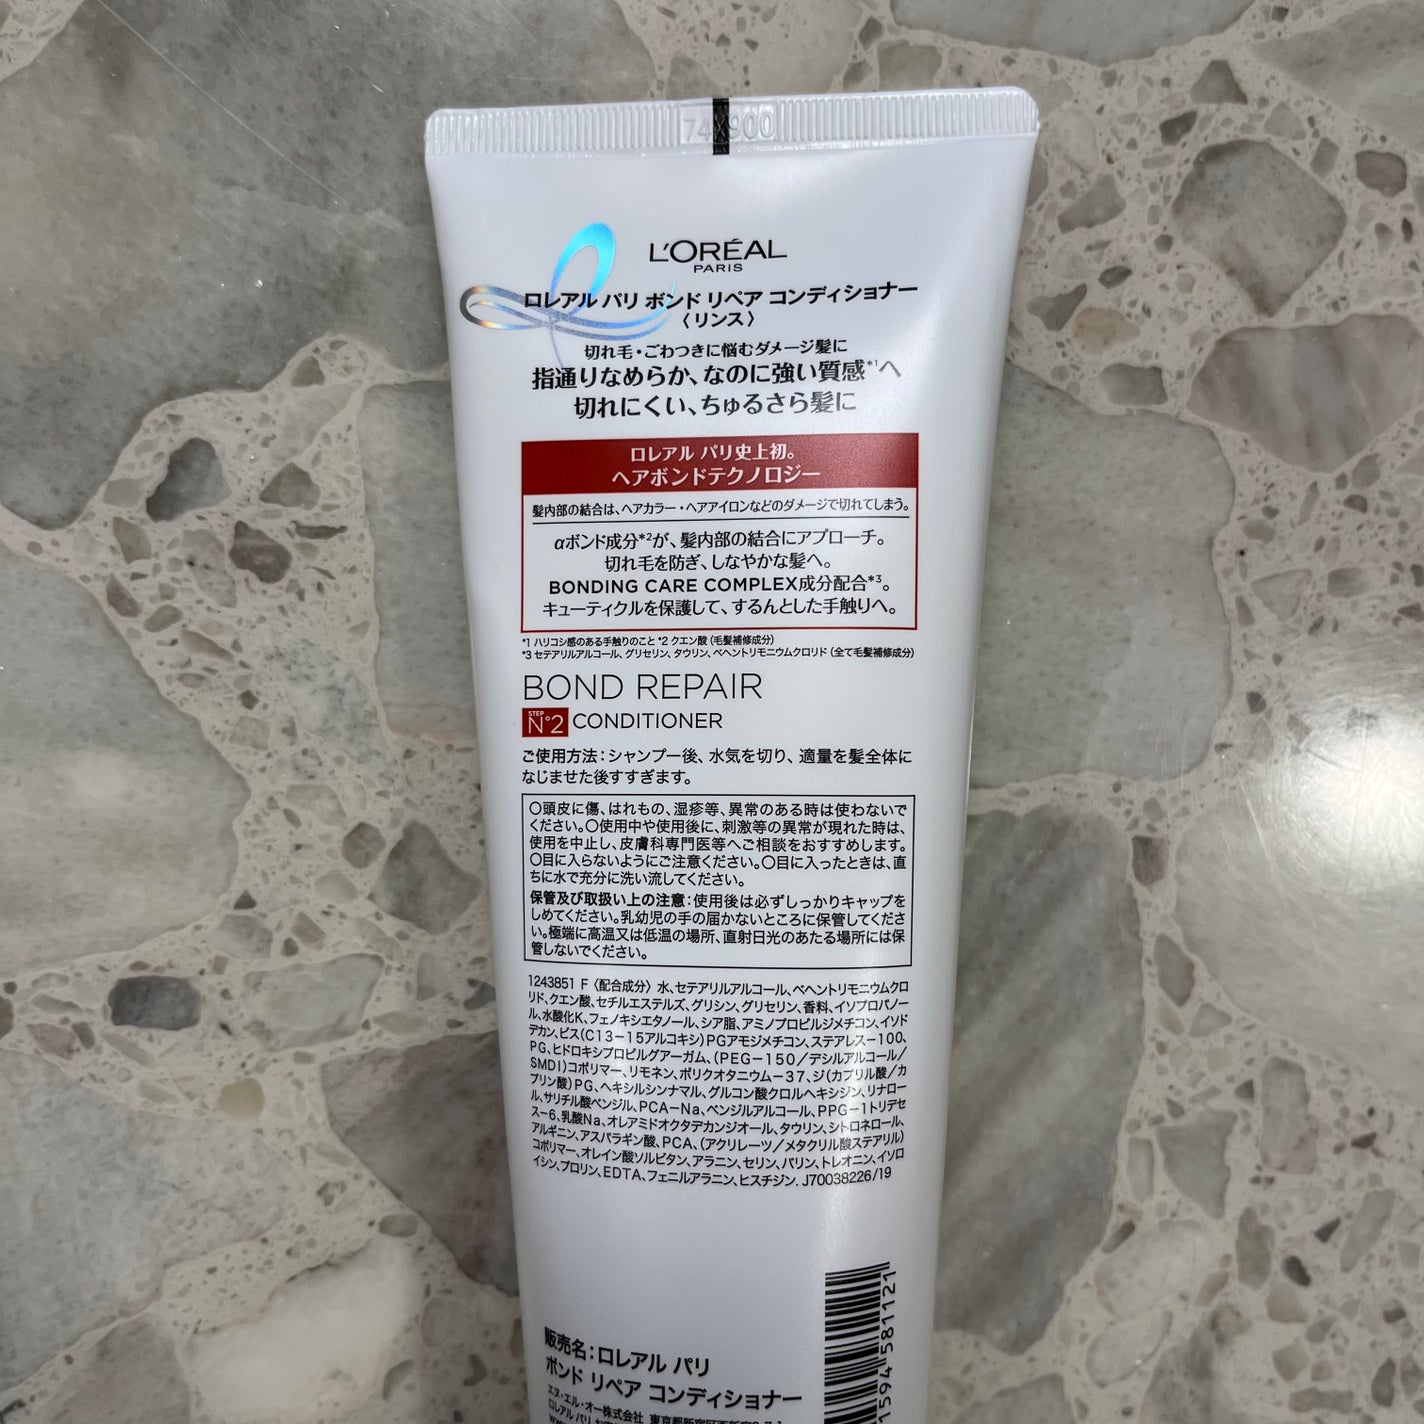 74X900
L'ORÉAL
PARIS
ロレアル パリ ボンド リペア コンディショナー
〈リンス〉
切れ毛・ごわつきに悩むダメージ髪に
指通りなめらか、なのに強い質感*1へ
切れにくい、ちゅるさら髪に
ロレアル パリ史上初。
ヘアボンドテクノロジー
髪内部の結合は、ヘアカラー・ヘアアイロンなどのダメージで切れてしまう。
αボンド成分*2が、髪内部の結合にアプローチ。
切れ毛を防ぎ、しなやかな髪へ。
BONDING CARE COMPLEX成分配合*3。
キューティクルを保護して、するんとした手触りへ。
*1 ハリコシ感のある手触りのこと *2 クエン酸（毛髪補修成分）
*3 セテアリルアルコール、グリセリン、タウリン、ベヘントリモニウムクロリド（全て毛髪補修成分）
BOND REPAIR
STEP
N°2 CONDITIONER
ご使用方法：シャンプー後、水気を切り、適量を髪全体に
なじませた後すすぎます。
〇頭皮に傷、はれもの、湿疹等、異常のある時は使わないで
ください。〇使用中や使用後に、刺激等の異常が現れた時は、
使用を中止し、皮膚科専門医等へご相談をおすすめします。
〇目に入らないようにご注意ください。〇目に入ったときは、直
ちに水で充分に洗い流してください。
保管及び取扱い上の注意：使用後は必ずしっかりキャップを
しめてください。乳幼児の手の届かないところに保管してくださ
い。極端に高温又は低温の場所、直射日光のあたる場所には保
管しないでください。
1243851 F〈配合成分〉水、セテアリルアルコール、ベヘントリモニウムクロ
リド、クエン酸、セチルエステルズ、グリシン、グリセリン、香料、イソプロパノー
ル、水酸化K、フェノキシエタノール、シア脂、アミノプロピルジメチコン、イソド
デカン、ビス(C13-15アルコキシ)PGアモジメチコン、ステアレス-100、
PG、ヒドロキシプロピルグアーガム、(PEG-150/デシルアルコール/
SMDI)コポリマー、リモネン、ポリクオタニウム-37、ジ(カプリル酸/カ
プリン酸)PG、ヘキシルシンナマル、グルコン酸クロルヘキシジン、リナロー
ル、サリチル酸ベンジル、PCA-Na、ベンジルアルコール、PPG-1トリデセ
ス-6、乳酸Na、オレアミドオクタデカンジオール、タウリン、シトロネロール、
アルギニン、アスパラギン酸、PCA、(アクリレーツ/メタクリル酸ステアリル)
コポリマー、オレイン酸ソルビタン、アラニン、セリン、バリン、トレオニン、イソロ
イシン、プロリン、EDTA、フェニルアラニン、ヒスチジン. J70038226/19
1594 581121
販売名：ロレアル パリ
ボンド リペア コンディショナー
エヌ・エル・オー株式会社